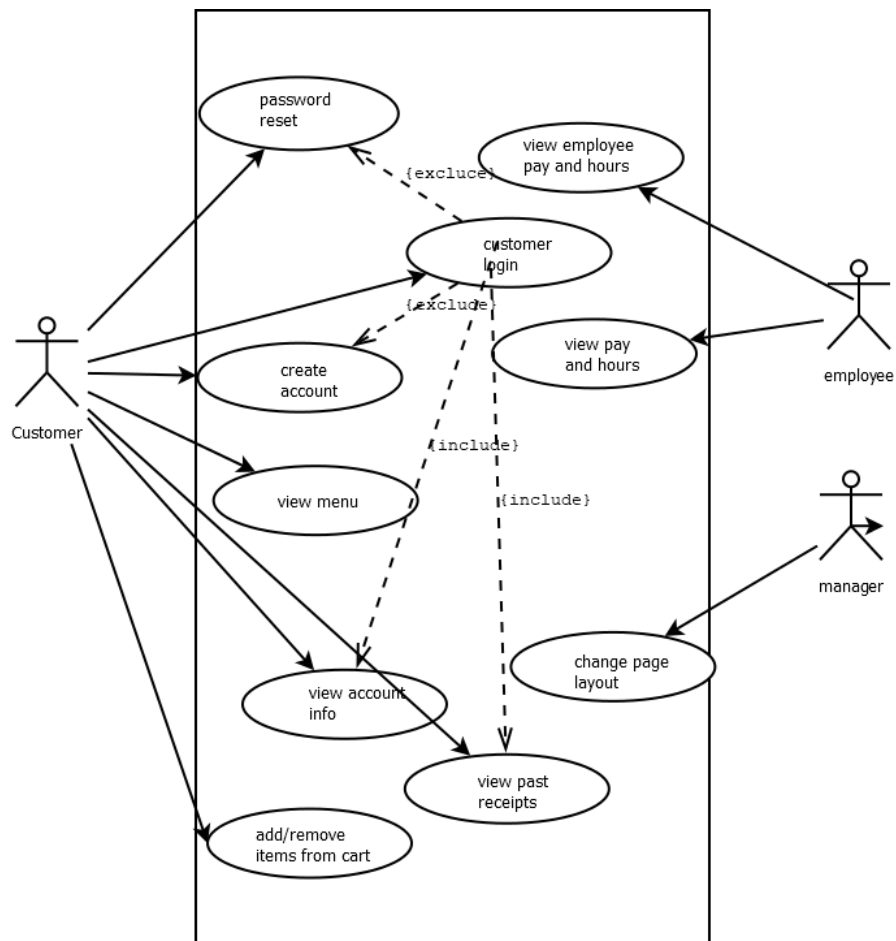 password
reset
view employee
pay and hours
{excluce}
customer
login
{exclude}
view pay
and hours
create
account
employee
Customer
{include}
view menu
{include}
manager
change page
layout
view account
info
view past
receipts
add/remove
items from cart